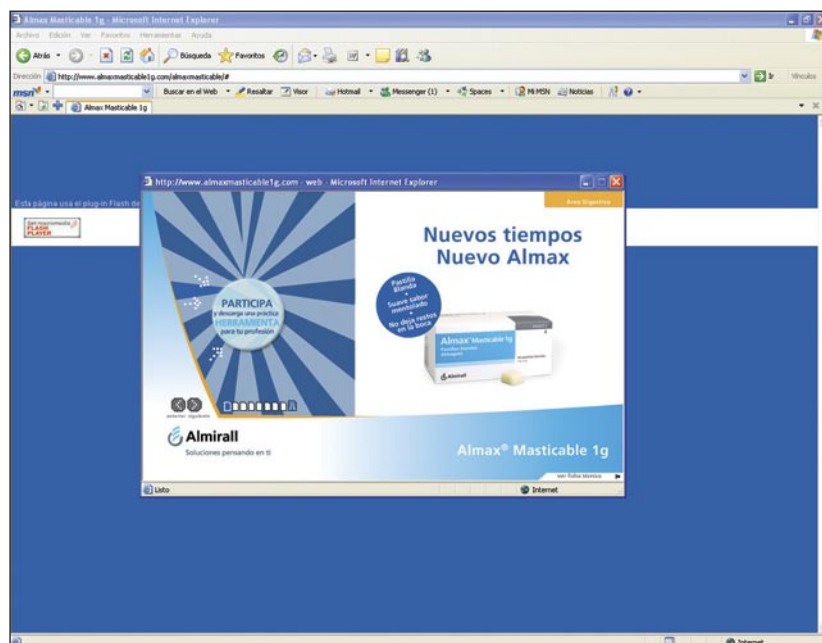 Almax Masticable 1g - Microsoft Internet Explorer
Archivo Edición Ver Favoritos Herramientas Ayuda
Atrás Búsqueda Favoritos
Dirección http://www.almaxmasticable1g.com/almaxmasticable/# Ir Vínculos
msn Buscar en el Web Resaltar Visor Hotmail Messenger (1) Spaces Mi MSN Noticias
Almax Masticable 1g
Esta página usa el plug-in Flash de
FLASH
PLAYER
http://www.almaxmasticable1g.com - web - Microsoft Internet Explorer
Área Digestiva
PARTICIPA
y descarga una práctica
HERRAMIENTA
para tu profesión
anterior siguiente
Nuevos tiempos
Nuevo Almax
Pastilla
Blanda
+
Suave sabor
mentolado
+
No deja restos
en la boca
Almax® Masticable 1g
Almagato
Almirall
Almirall
Soluciones pensando en ti
Almax® Masticable 1g
ver ficha técnica
Listo Internet
Internet